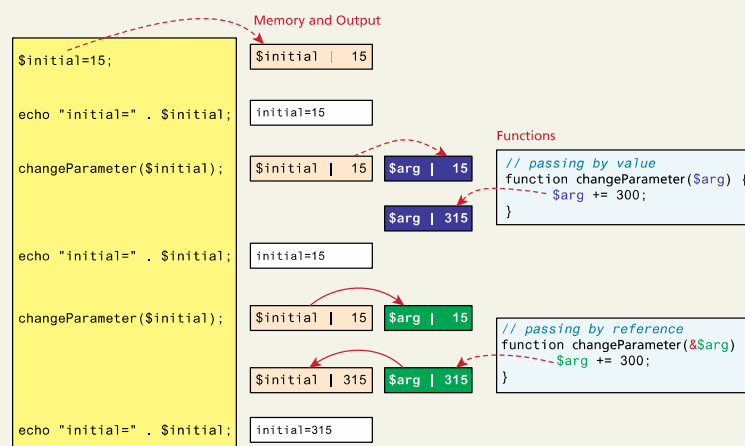 Memory and Output
$initial=15;
$initial | 15
echo "initial=" . $initial;
initial=15
Functions
changeParameter($initial);
$initial | 15
$arg | 15
$arg | 315
// passing by value
function changeParameter($arg) {
$arg += 300;
}
echo "initial=" . $initial;
initial=15
changeParameter($initial);
$initial | 15
$arg | 15
$initial | 315
$arg | 315
// passing by reference
function changeParameter(&$arg)
$arg += 300;
}
echo "initial=" . $initial;
initial=315